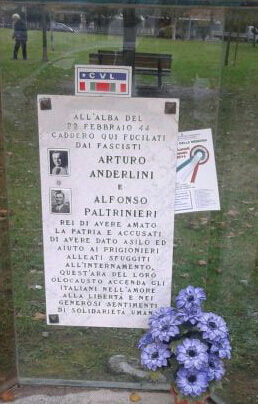 C.V.L.
ALL'ALBA DEL
22 FEBBRAIO 44
CADDERO QUI FUCILATI
DAI FASCISTI
ARTURO
ANDERLINI
E
ALFONSO
PALTRINIERI
REI DI AVERE AMATO
LA PATRIA E ACCUSATI
DI AVERE DATO ASILO ED
AIUTO AI PRIGIONIERI
ALLEATI SFUGGITI
ALL'INTERNAMENTO,
QUEST'ARA DEL LORO
OLOCAUSTO ACCENDA GLI
ITALIANI NELL'AMORE
ALLA LIBERTÀ E NEI
GENEROSI SENTIMENTI
DI SOLIDARIETÀ UMANA